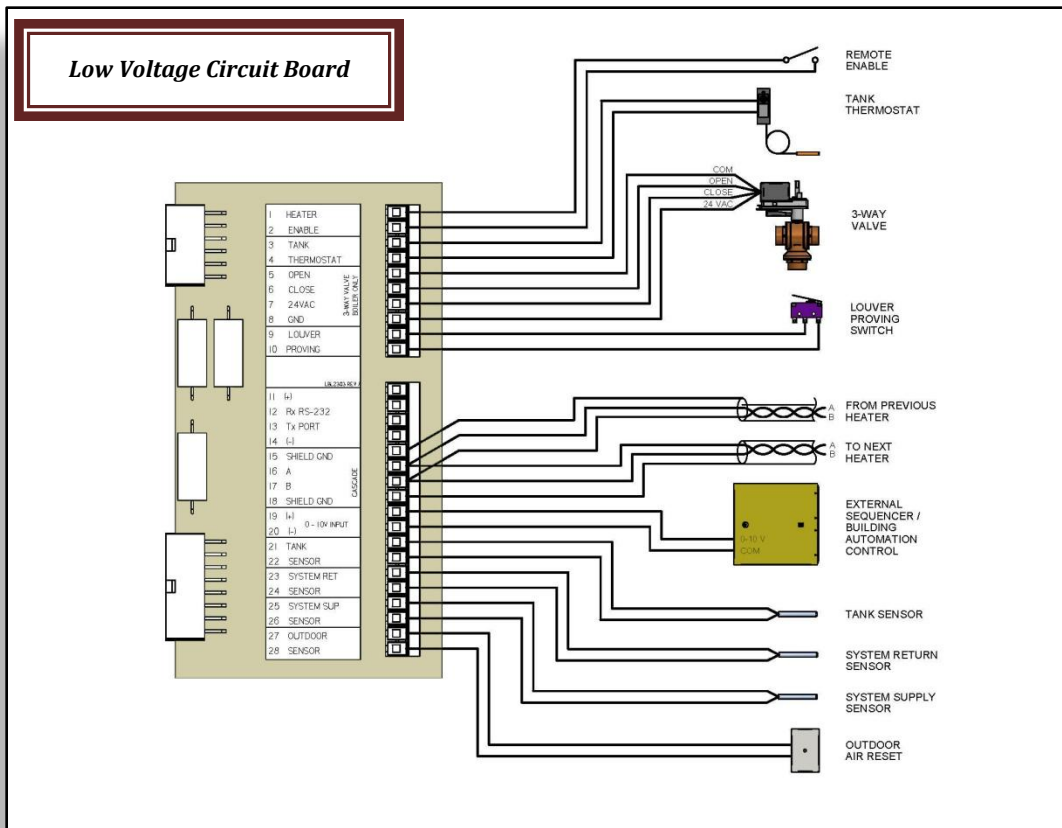 Low Voltage Circuit Board
REMOTE
ENABLE
TANK
THERMOSTAT
COM
OPEN
CLOSE
24 VAC
3-WAY
VALVE
LOUVER
PROVING
SWITCH
1 HEATER
2 ENABLE
3 TANK
4 THERMOSTAT
5 OPEN
6 CLOSE
7 24VAC
8 GND
3-WAY VALVE
BOILER ONLY
9 LOUVER
10 PROVING
11 (+)
12 Rx RS-232
13 Tx PORT
14 (-)
15 SHIELD GND
16 A
17 B
18 SHIELD GND
CASCADE
19 (+)
0 - 10V INPUT
20 (-)
21 TANK
22 SENSOR
23 SYSTEM RET
24 SENSOR
25 SYSTEM SUP
26 SENSOR
27 OUTDOOR
28 SENSOR
A
B
FROM PREVIOUS
HEATER
A
B
TO NEXT
HEATER
0-10 V
COM
EXTERNAL
SEQUENCER /
BUILDING
AUTOMATION
CONTROL
TANK SENSOR
SYSTEM RETURN
SENSOR
SYSTEM SUPPLY
SENSOR
OUTDOOR
AIR RESET